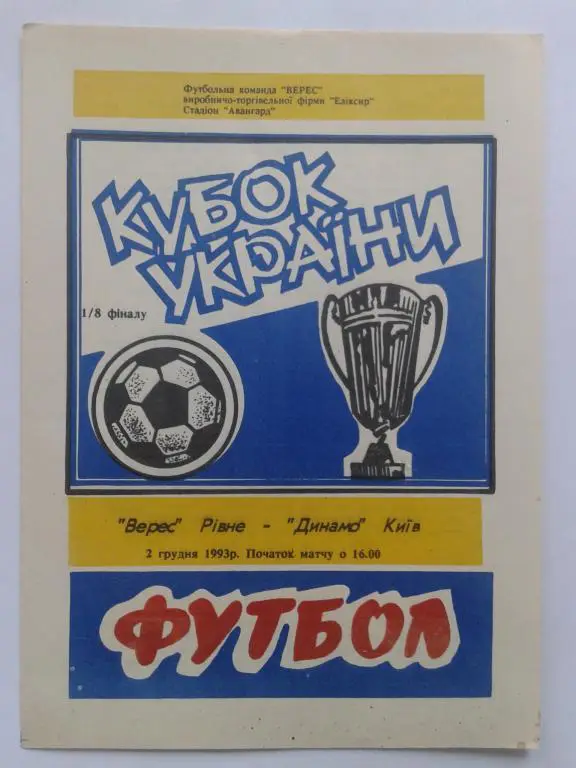 Футбольна команда "ВЕРЕС"
виробничо-торгівельної фірми "Еліксир"
Стадіон "Авангард"
КУБОК
УКРАЇНИ
1/8 фіналу
"Верес" Рівне - "Динамо" Київ
2 грудня 1993р. Початок матчу о 16.00
ФУТБОЛ